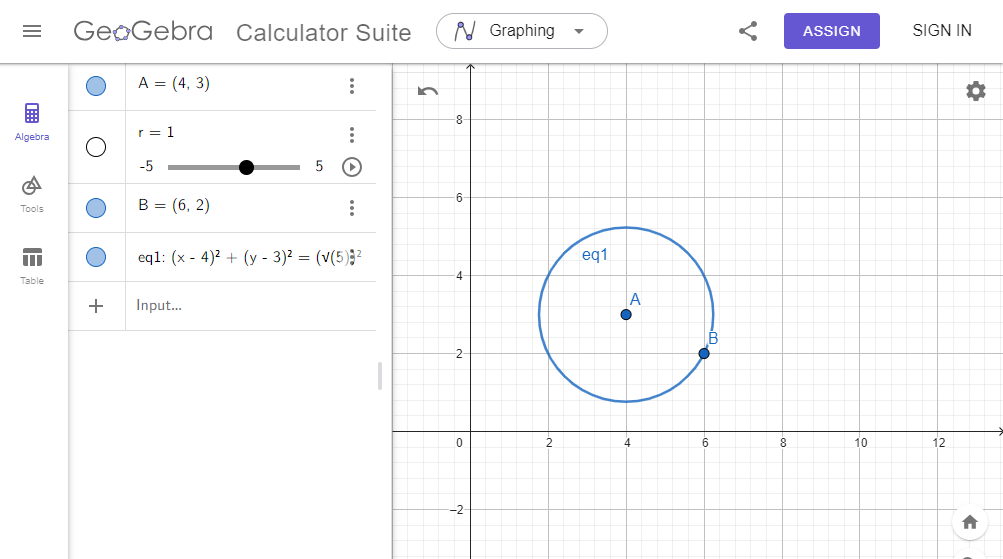 GeoGebra Calculator Suite Graphing ASSIGN SIGN IN
Algebra
Tools
Table
A = (4, 3)
r = 1
-5 5
B = (6, 2)
eq1: (x - 4)² + (y - 3)² = (√(5))²
+ Input...
8
6
4
2
0 2 4 6 8 10 12
–2
eq1
A
B